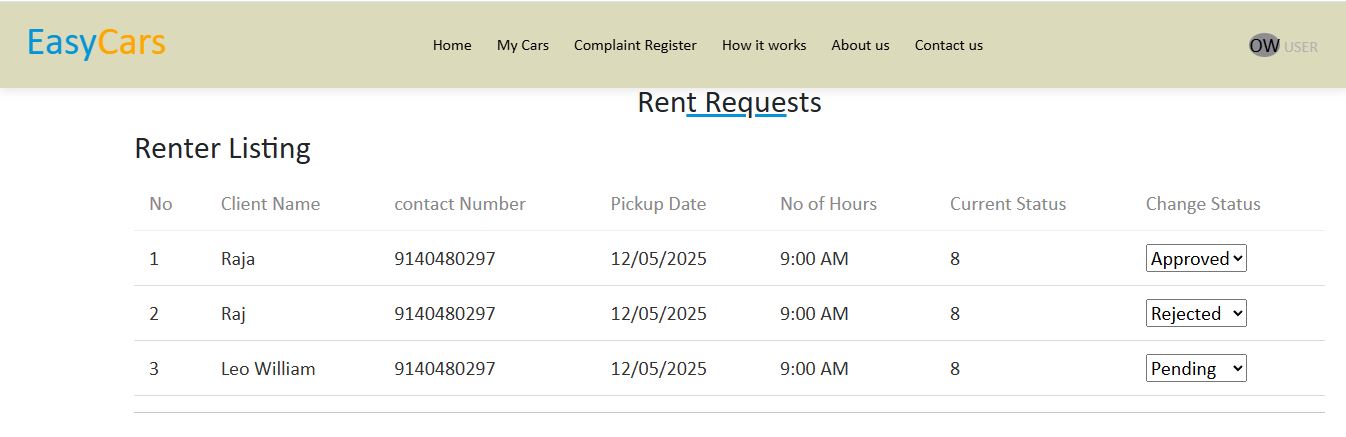 EasyCars
Home My Cars Complaint Register How it works About us Contact us
OW USER
Rent Requests
Renter Listing
No Client Name contact Number Pickup Date No of Hours Current Status Change Status
1 Raja 9140480297 12/05/2025 9:00 AM 8 Approved
2 Raj 9140480297 12/05/2025 9:00 AM 8 Rejected
3 Leo William 9140480297 12/05/2025 9:00 AM 8 Pending